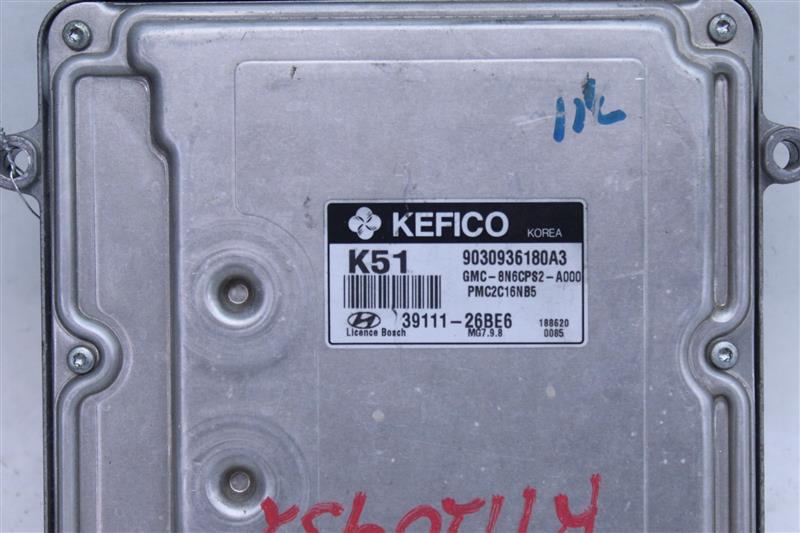 KEFICO KOREA
K51 9030936180A3
GMC-8N6CPS2-A000
PMC2C16NB5
39111-26BE6 188620
Licence Bosch MG7.9.8 0085